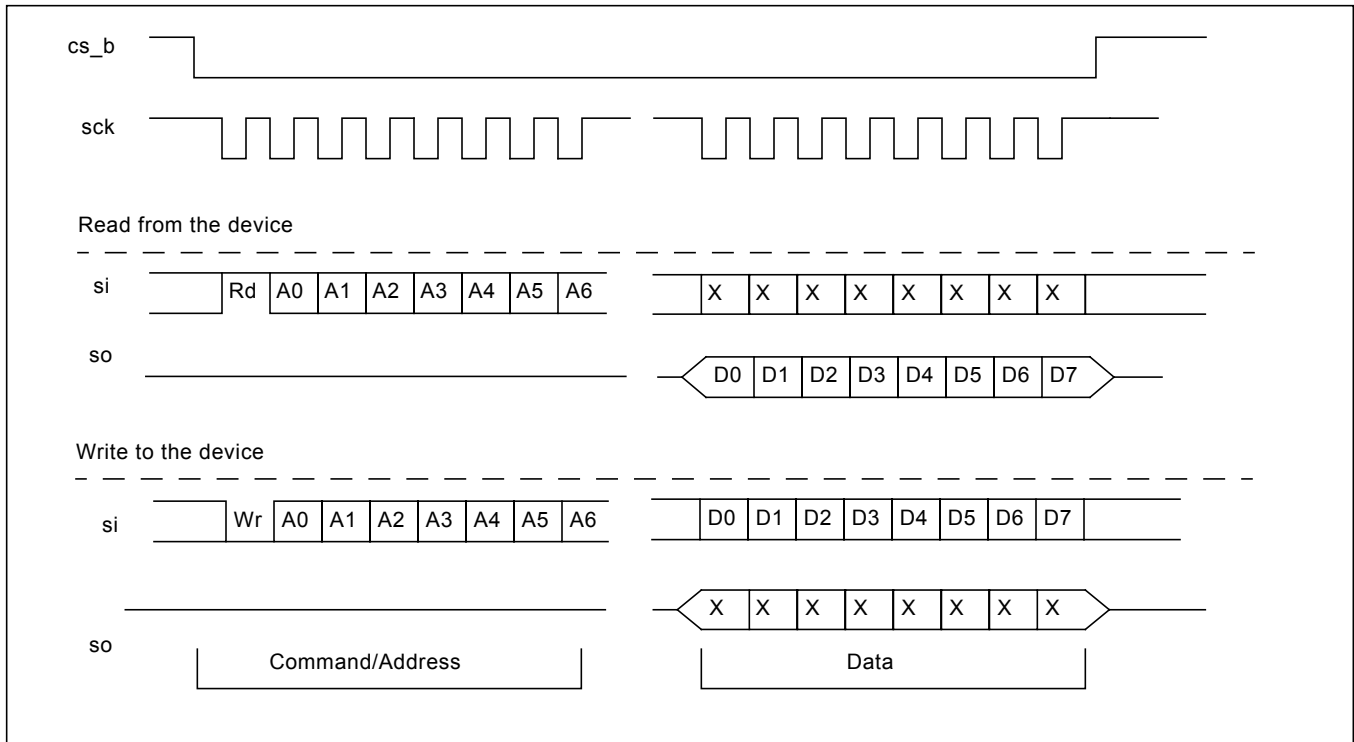 cs_b
sck
Read from the device
si Rd A0 A1 A2 A3 A4 A5 A6 X X X X X X X X
so D0 D1 D2 D3 D4 D5 D6 D7
Write to the device
si Wr A0 A1 A2 A3 A4 A5 A6 D0 D1 D2 D3 D4 D5 D6 D7
so X X X X X X X X
Command/Address Data